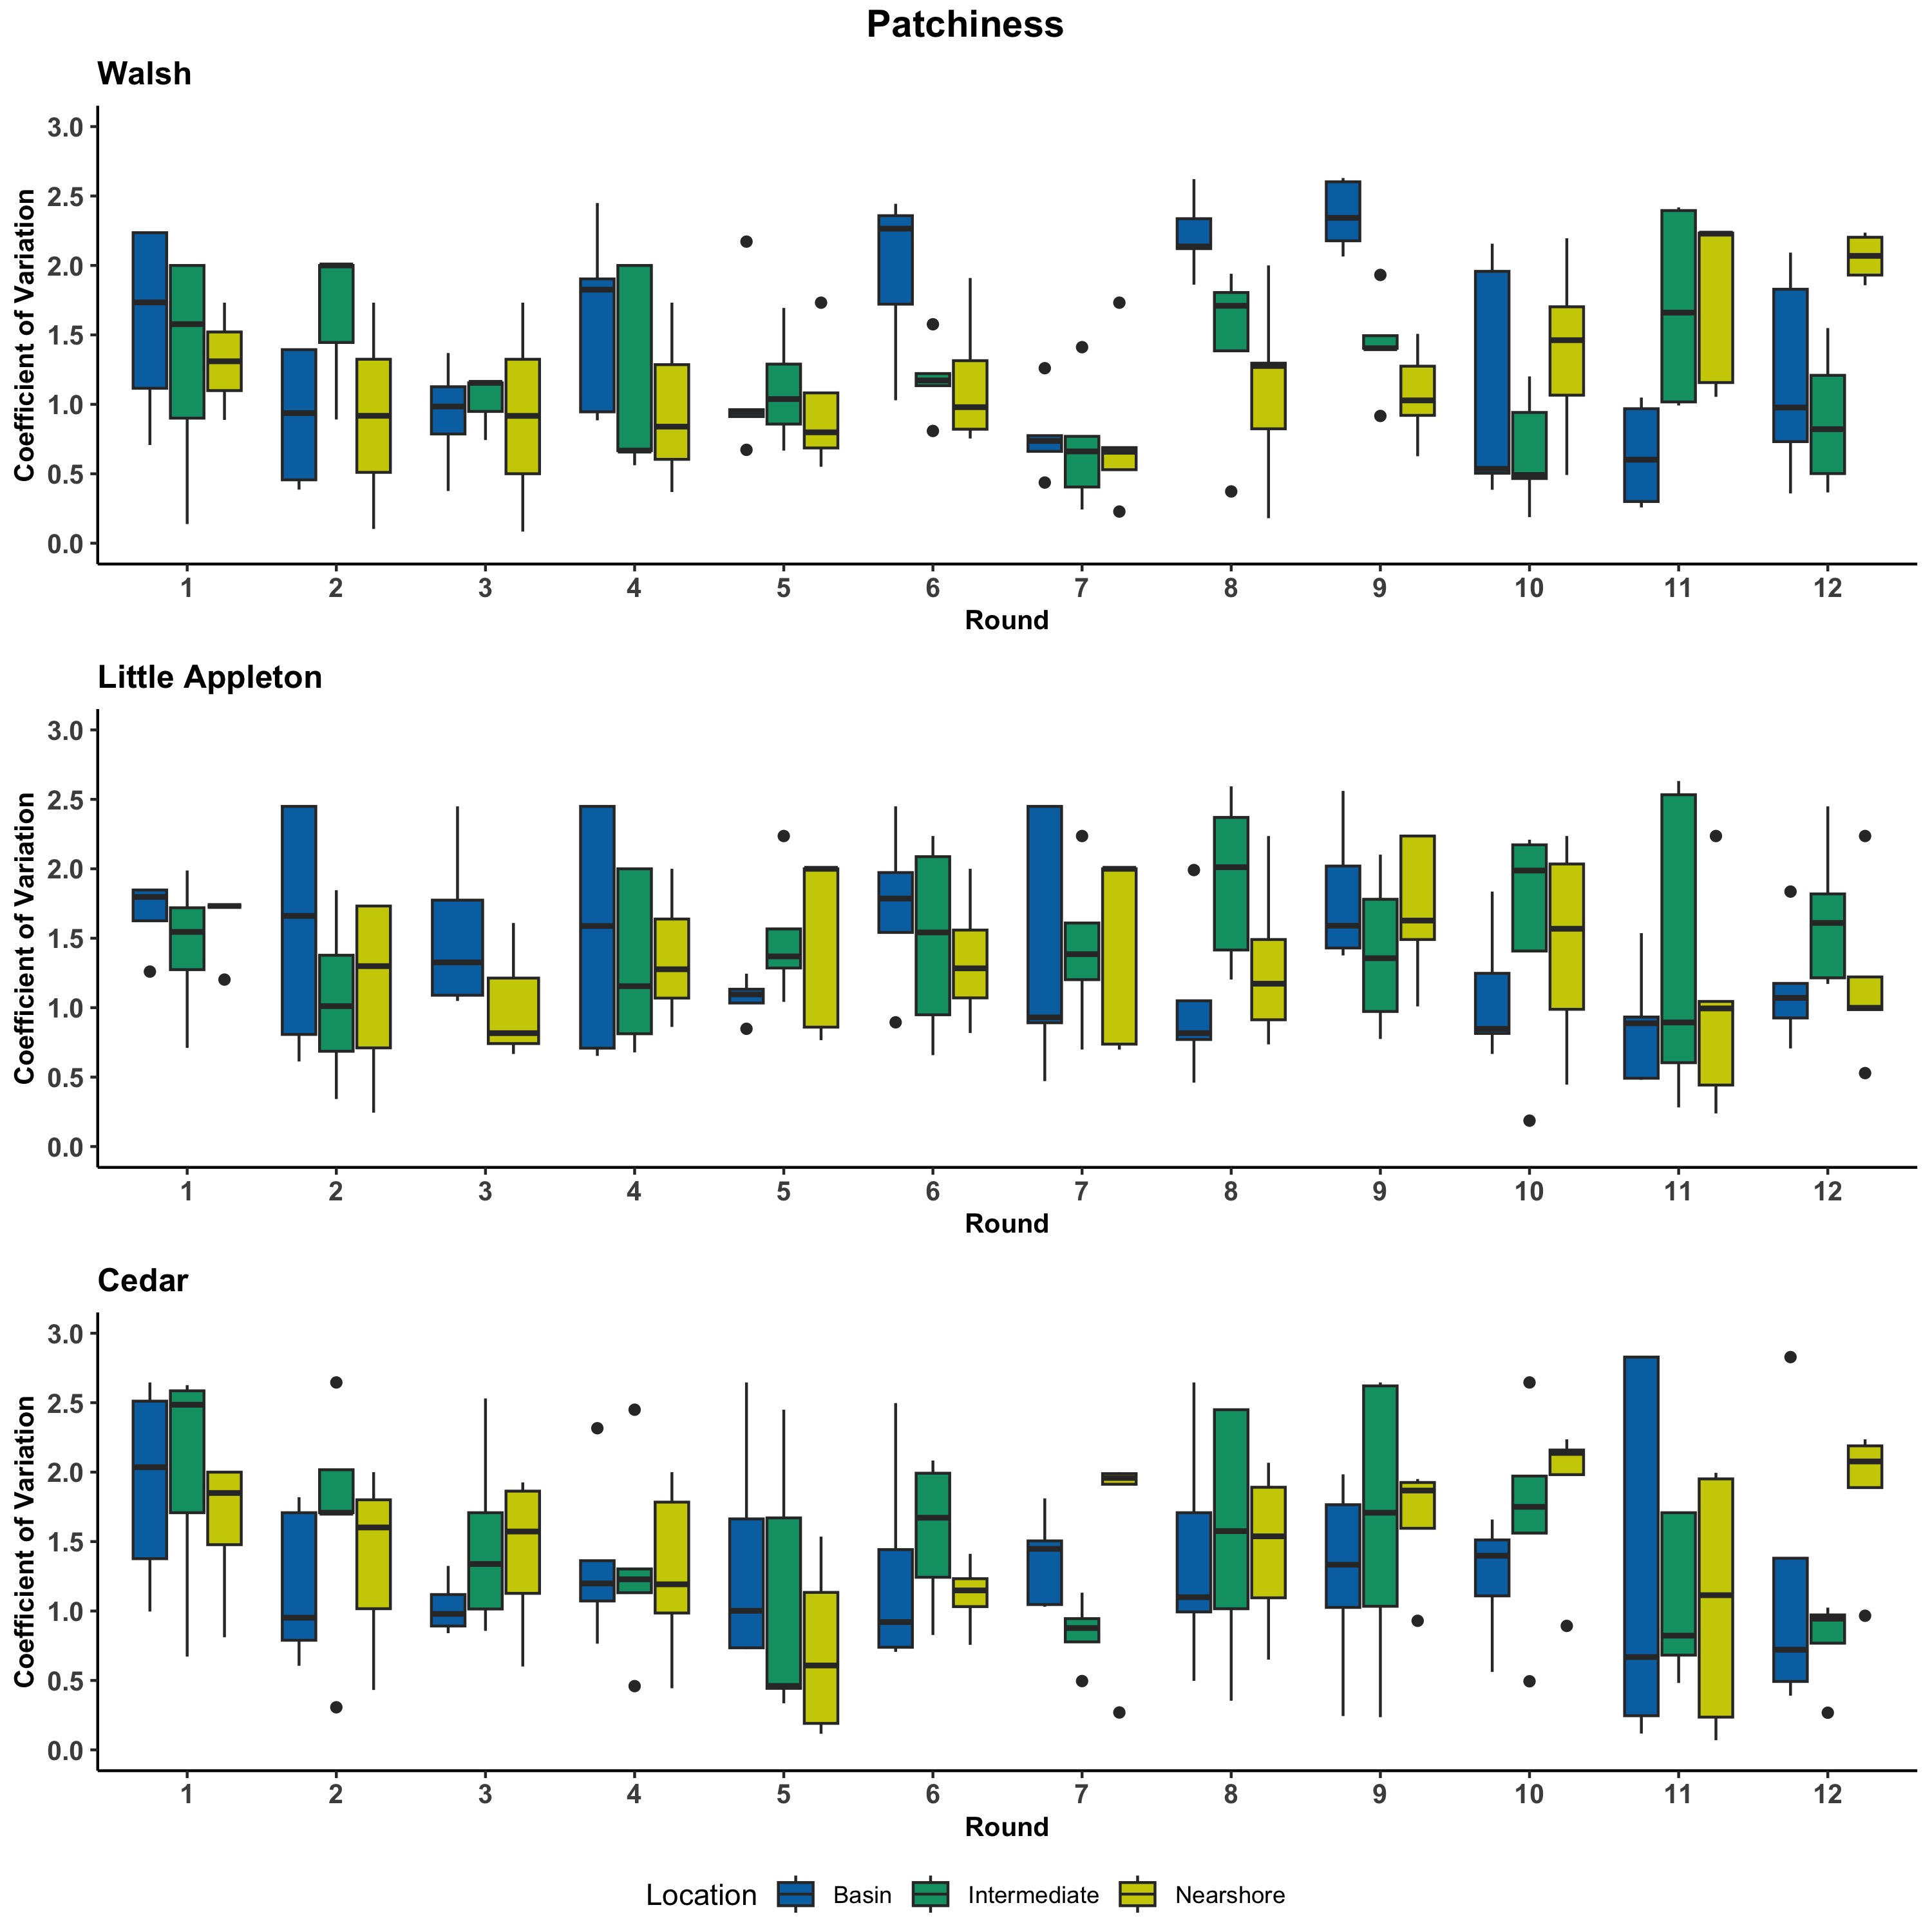 Patchiness
Walsh
Coefficient of Variation
3.0
2.5
2.0
1.5
1.0
0.5
0.0
1 2 3 4 5 6 7 8 9 10 11 12
Round
Little Appleton
Coefficient of Variation
3.0
2.5
2.0
1.5
1.0
0.5
0.0
1 2 3 4 5 6 7 8 9 10 11 12
Round
Cedar
Coefficient of Variation
3.0
2.5
2.0
1.5
1.0
0.5
0.0
1 2 3 4 5 6 7 8 9 10 11 12
Round
Location Basin Intermediate Nearshore